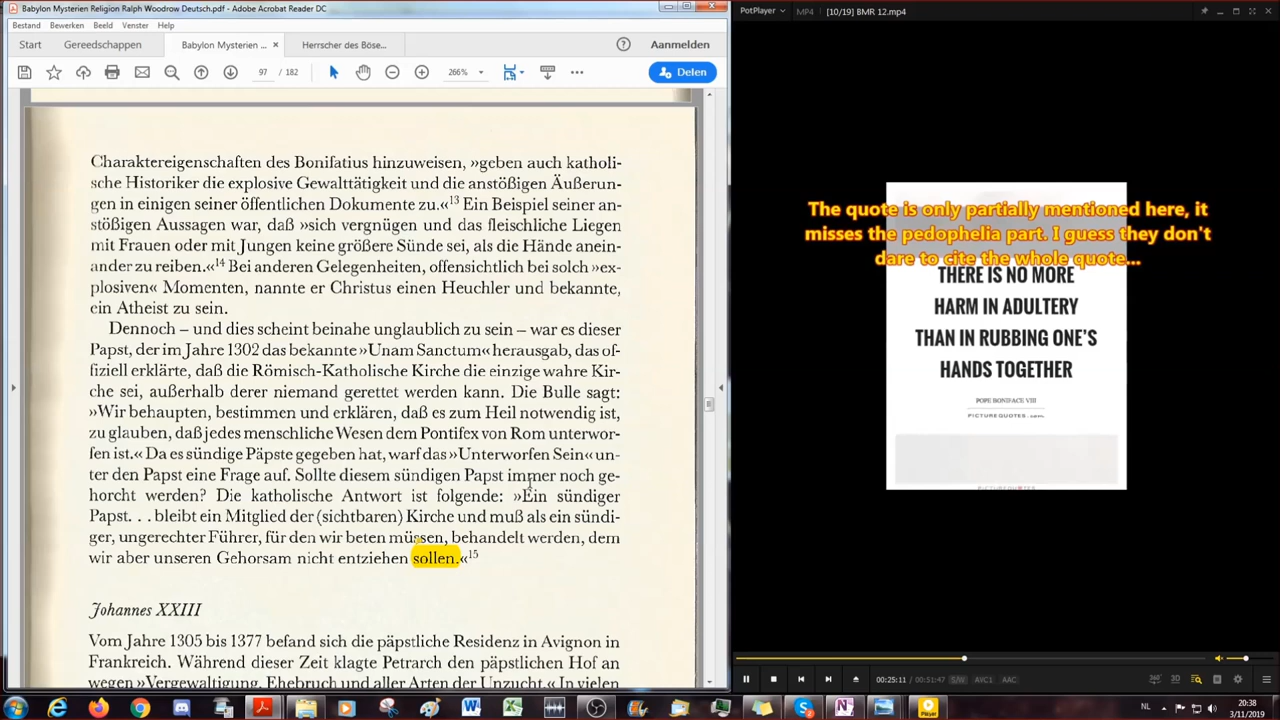 Babylon Mysterien Religion Ralph Woodrow Deutsch.pdf - Adobe Acrobat Reader DC
Bestand Bewerken Beeld Venster Help
Start Gereedschappen Babylon Mysterien ... × Herrscher des Böse... Aanmelden
97 / 182 266% Delen
Charaktereigenschaften des Bonifatius hinzuweisen, »geben auch katholi-
sche Historiker die explosive Gewalttätigkeit und die anstößigen Äußerun-
gen in einigen seiner öffentlichen Dokumente zu.«13 Ein Beispiel seiner an-
stößigen Aussagen war, daß »sich vergnügen und das fleischliche Liegen
mit Frauen oder mit Jungen keine größere Sünde sei, als die Hände anein-
ander zu reiben.«14 Bei anderen Gelegenheiten, offensichtlich bei solch »ex-
plosiven« Momenten, nannte er Christus einen Heuchler und bekannte,
ein Atheist zu sein.
Dennoch – und dies scheint beinahe unglaublich zu sein – war es dieser
Papst, der im Jahre 1302 das bekannte »Unam Sanctum« herausgab, das of-
fiziell erklärte, daß die Römisch-Katholische Kirche die einzige wahre Kir-
che sei, außerhalb derer niemand gerettet werden kann. Die Bulle sagt:
»Wir behaupten, bestimmen und erklären, daß es zum Heil notwendig ist,
zu glauben, daß jedes menschliche Wesen dem Pontifex von Rom unterwor-
fen ist.« Da es sündige Päpste gegeben hat, warf das »Unterworfen Sein« un-
ter den Papst eine Frage auf. Sollte diesem sündigen Papst immer noch ge-
horcht werden? Die katholische Antwort ist folgende: »Ein sündiger
Papst. . . bleibt ein Mitglied der (sichtbaren) Kirche und muß als ein sündi-
ger, ungerechter Führer, für den wir beten müssen, behandelt werden, dem
wir aber unseren Gehorsam nicht entziehen sollen.«15
Johannes XXIII
Vom Jahre 1305 bis 1377 befand sich die päpstliche Residenz in Avignon in
Frankreich. Während dieser Zeit klagte Petrarch den päpstlichen Hof an
wegen »Vergewaltigung, Ehebruch und aller Arten der Unzucht.« In vielen
PotPlayer MP4 [10/19] BMR 12.mp4
The quote is only partially mentioned here, it
misses the pedophelia part. I guess they don't
dare to cite the whole quote...
THERE IS NO MORE
HARM IN ADULTERY
THAN IN RUBBING ONE'S
HANDS TOGETHER
POPE BONIFACE VIII
PICTUREQUOTES.com
00:25:11 / 00:51:47 S/W AVC1 AAC
360° 3D
NL 20:38
3/11/2019